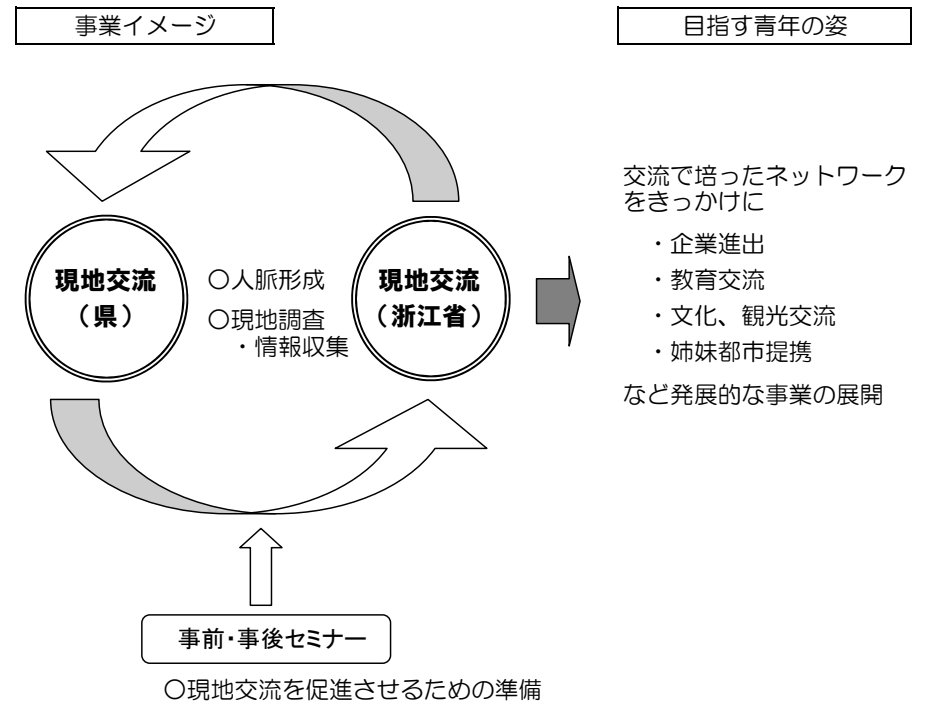 事業イメージ
目指す青年の姿
現地交流
（県）
〇人脈形成
〇現地調査
・情報収集
現地交流
（浙江省）
交流で培ったネットワーク
をきっかけに
・企業進出
・教育交流
・文化、観光交流
・姉妹都市提携
など発展的な事業の展開
事前・事後セミナー
〇現地交流を促進させるための準備